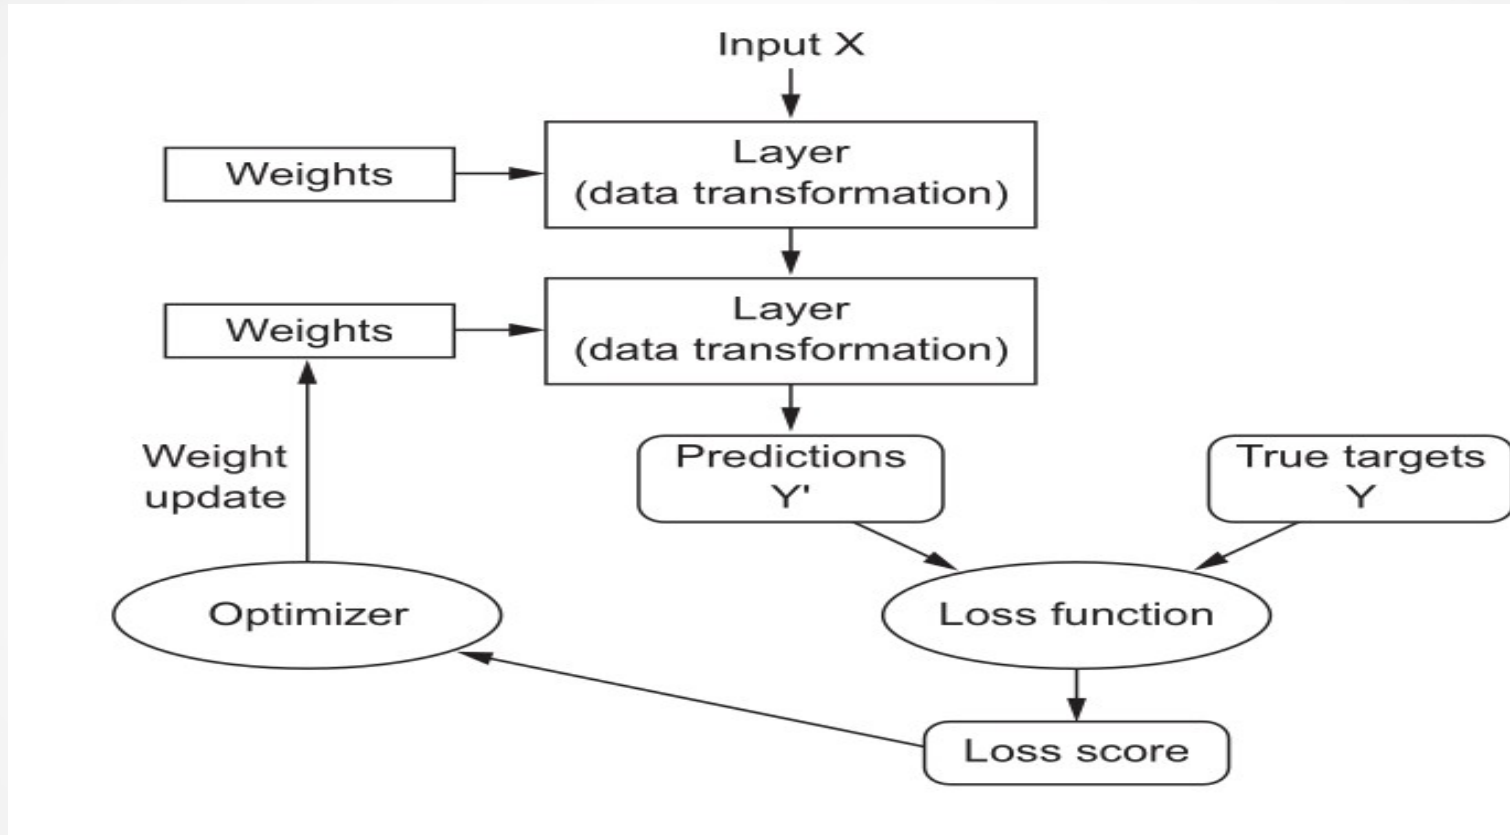 Input X
Weights
Layer
(data transformation)
Weights
Layer
(data transformation)
Weight
update
Predictions
Y'
True targets
Y
Optimizer
Loss function
Loss score